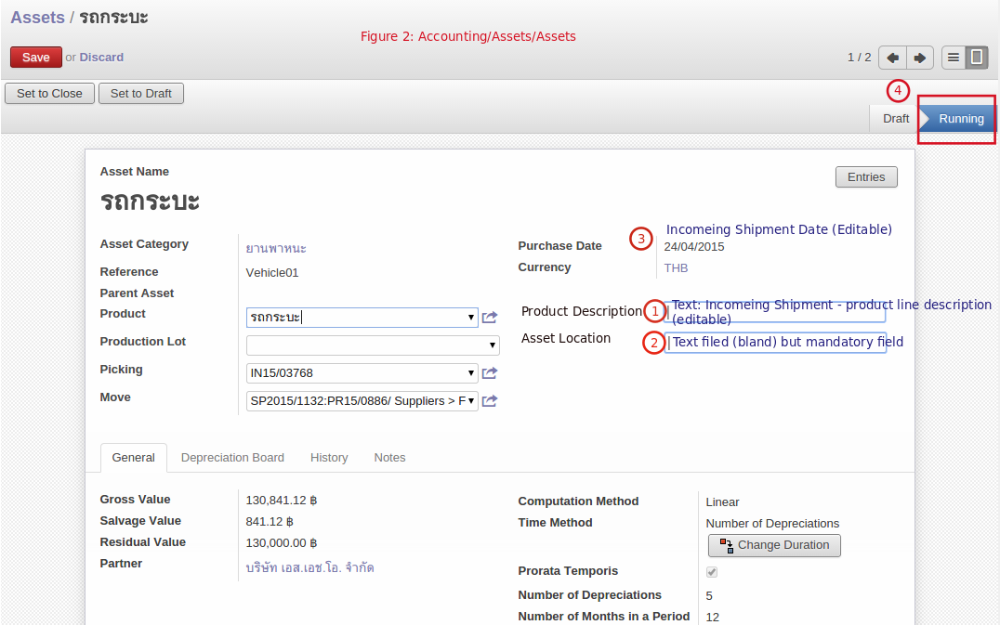 Assets / รถกระบะ
Figure 2: Accounting/Assets/Assets
Save or Discard
1 / 2
Set to Close Set to Draft
4
Draft Running
Asset Name
Entries
รถกระบะ
Asset Category ยานพาหนะ
Reference Vehicle01
Parent Asset
Product รถกระบะ
Production Lot
Picking IN15/03768
Move SP2015/1132:PR15/0886/ Suppliers > F
3 Incomeing Shipment Date (Editable)
Purchase Date 24/04/2015
Currency THB
Product Description 1 Text: Incomeing Shipment - product line description
(editable)
Asset Location 2 Text filed (bland) but mandatory field
General Depreciation Board History Notes
Gross Value 130,841.12 ฿
Salvage Value 841.12 ฿
Residual Value 130,000.00 ฿
Partner บริษัท เอส.เอช.โอ. จำกัด
Computation Method Linear
Time Method Number of Depreciations
Change Duration
Prorata Temporis
Number of Depreciations 5
Number of Months in a Period 12